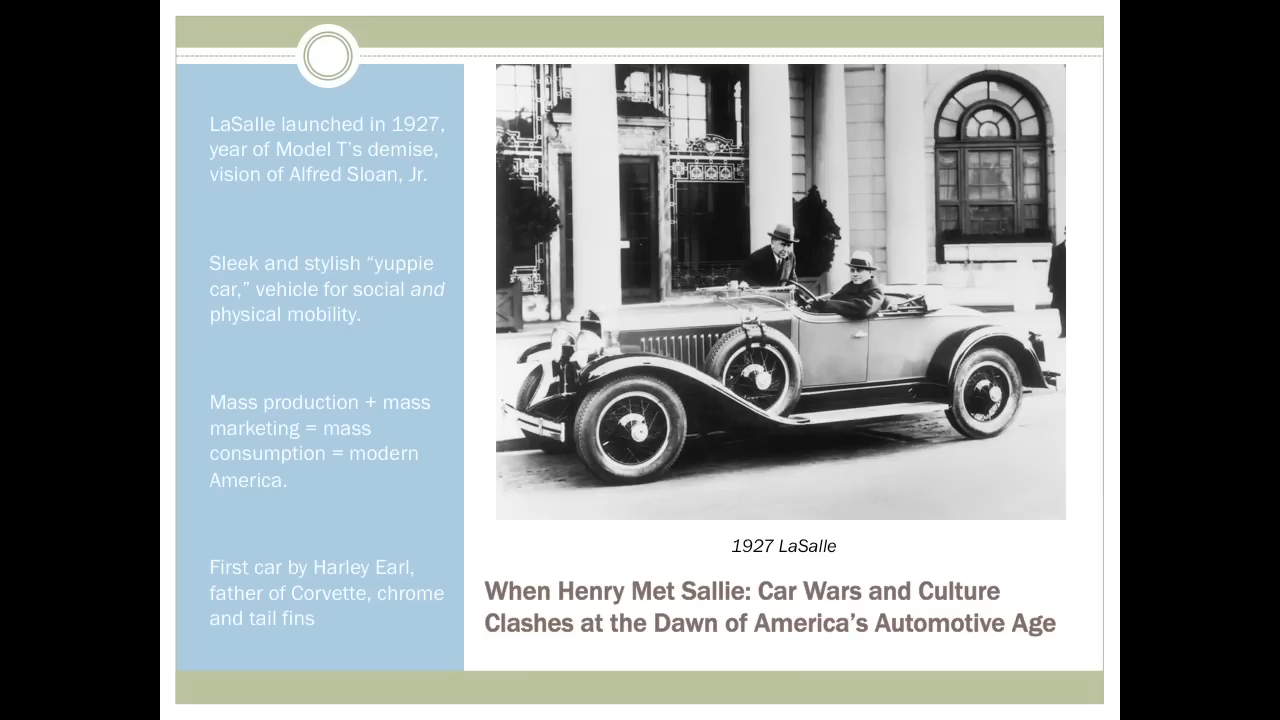 LaSalle launched in 1927,
year of Model T's demise,
vision of Alfred Sloan, Jr.
Sleek and stylish “yuppie
car,” vehicle for social and
physical mobility.
Mass production + mass
marketing = mass
consumption = modern
America.
First car by Harley Earl,
father of Corvette, chrome
and tail fins
1927 LaSalle
When Henry Met Sallie: Car Wars and Culture
Clashes at the Dawn of America’s Automotive Age